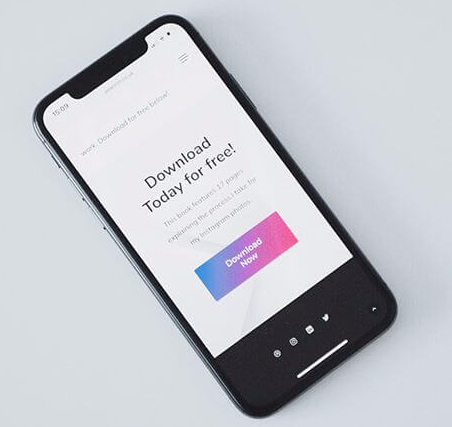 15:09
work. Download for free below!
Download
Today for free!
This book features 17 pages
explaining the process I take for
my Instagram photos.
Download
Now